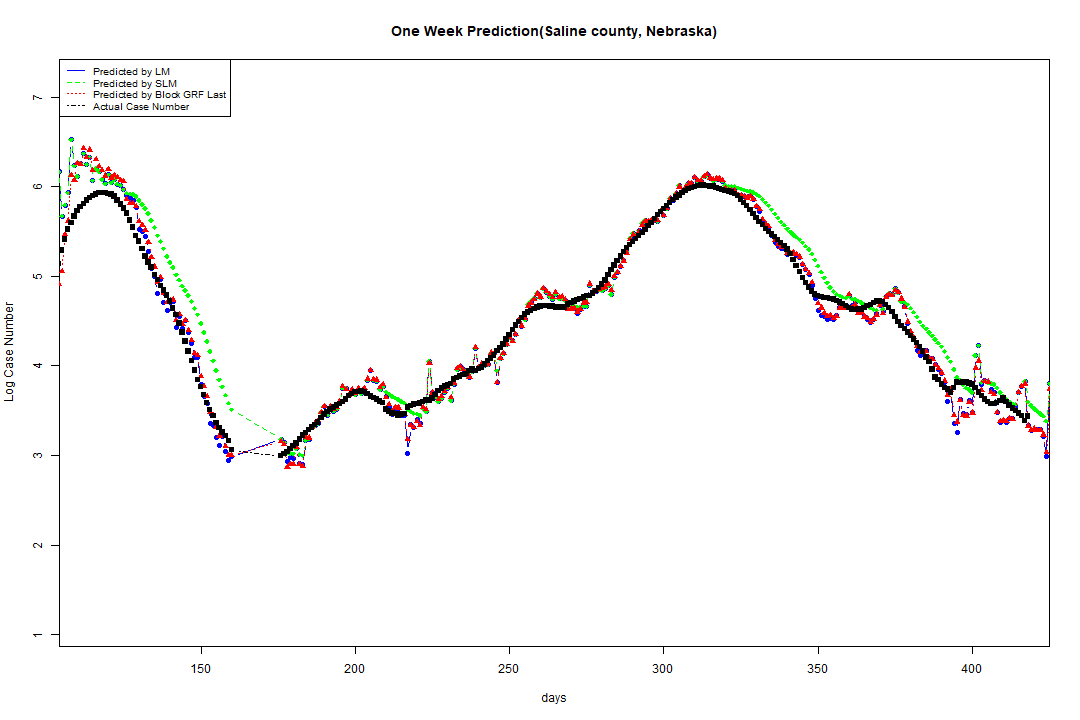 One Week Prediction(Saline county, Nebraska)
Predicted by LM
Predicted by SLM
Predicted by Block GRF Last
Actual Case Number
Log Case Number
7
6
5
4
3
2
1
150 200 250 300 350 400
days